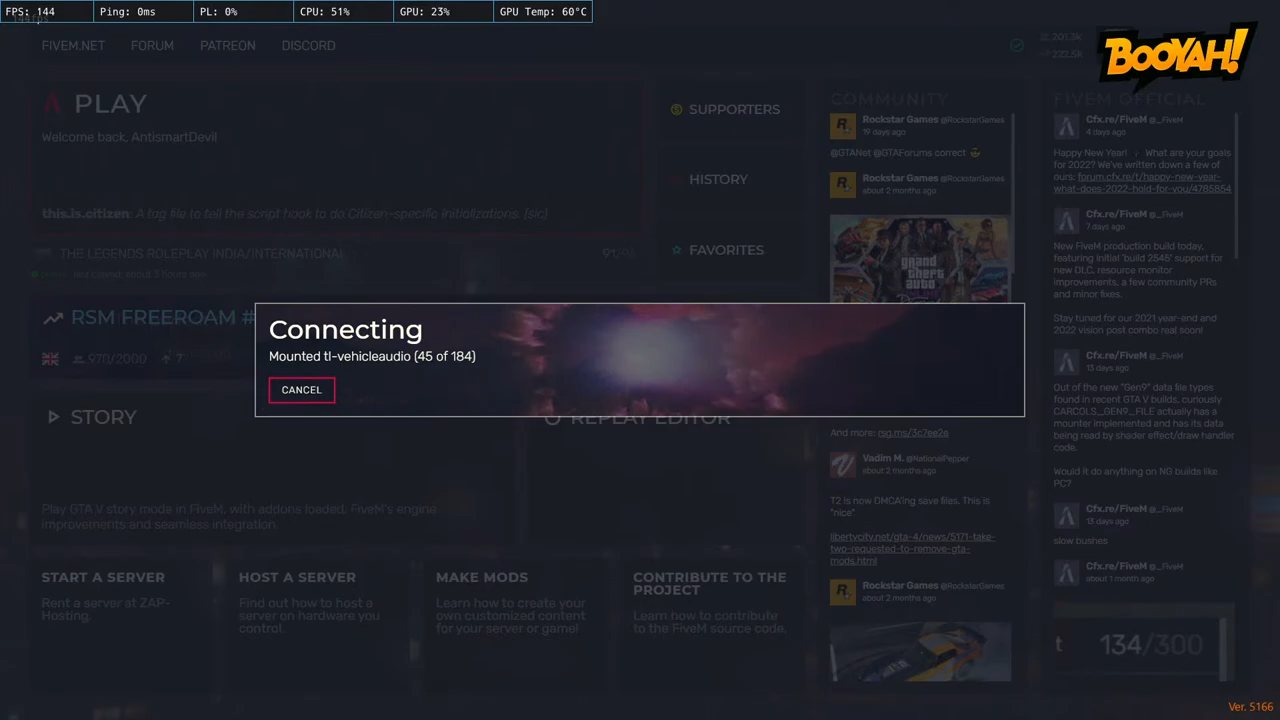 FPS: 144
Ping: 0ms
PL: 0%
CPU: 51%
GPU: 23%
GPU Temp: 60°C
144fps
FIVEM.NET
FORUM
PATREON
DISCORD
201.3k
222.5k
BOOYAH!
PLAY
Welcome back, AntismartDevil
this.is.citizen: A tag file to tell the script hook to do Citizen-specific initializations. (slc)
THE LEGENDS ROLEPLAY INDIA/INTERNATIONAL
RSM FREEROAM #
970/2000
SUPPORTERS
HISTORY
FAVORITES
Connecting
Mounted tl-vehicleaudio (45 of 184)
CANCEL
STORY
Play GTA V story mode in FiveM, with addons loaded, FiveM's engine
improvements and seamless integration.
REPLAY EDITOR
START A SERVER
Rent a server at ZAP-
Hosting.
HOST A SERVER
Find out how to host a
server on hardware you
control.
MAKE MODS
Learn how to create your
own customized content
for your server or game!
CONTRIBUTE TO THE
PROJECT
Learn how to contribute
to the FiveM source code.
COMMUNITY
Rockstar Games @RockstarGames
19 days ago
@GTANet @GTAForums correct
Rockstar Games @RockstarGames
about 2 months ago
grand
theft
auto
And more: rsg.ms/3c7ee2e
Vadim M. @NationalPepper
about 2 months ago
T2 is now DMCA'ing save files. This is
"nice"
libertycity.net/gta-4/news/5171-take-
two-requested-to-remove-gta-
mods.html
Rockstar Games @RockstarGames
about 2 months ago
FIVEM OFFICIAL
Cfx.re/FiveM @_FiveM
4 days ago
Happy New Year! What are your goals
for 2022? We've written down a few of
ours: forum.cfx.re/t/happy-new-year-
what-does-2022-hold-for-you/4785854
Cfx.re/FiveM @_FiveM
7 days ago
New FiveM production build today,
featuring initial 'build 2545' support for
new DLC, resource monitor
improvements, a few community PRs
and minor fixes.
Stay tuned for our 2021 year-end and
2022 vision post combo real soon!
Cfx.re/FiveM @_FiveM
13 days ago
Out of the new "Gen9" data file types
found in recent GTA V builds, curiously
CARCOLS_GEN9_FILE actually has a
mounter implemented and has its data
being read by shader effect/draw handler
code.
Would it do anything on NG builds like
PC?
Cfx.re/FiveM @_FiveM
13 days ago
slow bushes
Cfx.re/FiveM @_FiveM
about 1 month ago
t 134/300
Ver. 5166